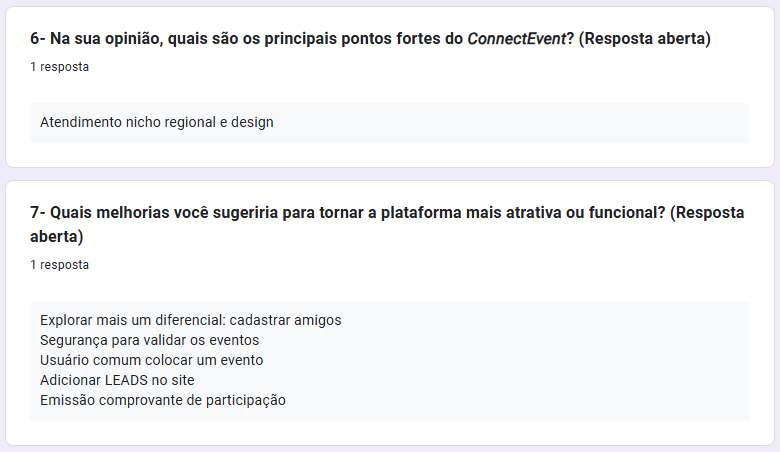 6- Na sua opinião, quais são os principais pontos fortes do ConnectEvent? (Resposta aberta)
1 resposta
Atendimento nicho regional e design
7- Quais melhorias você sugeriria para tornar a plataforma mais atrativa ou funcional? (Resposta
aberta)
1 resposta
Explorar mais um diferencial: cadastrar amigos
Segurança para validar os eventos
Usuário comum colocar um evento
Adicionar LEADS no site
Emissão comprovante de participação